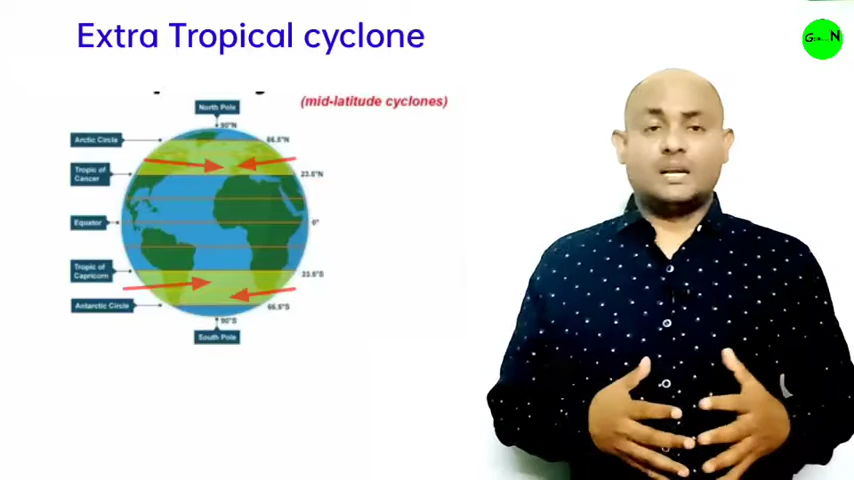 Extra Tropical cyclone
(mid-latitude cyclones)
North Pole
90°N
Arctic Circle
66.5°N
Tropic of
Cancer
23.5°N
Equator
0°
Tropic of
Capricorn
23.5°S
Antarctic Circle
66.5°S
90°S
South Pole